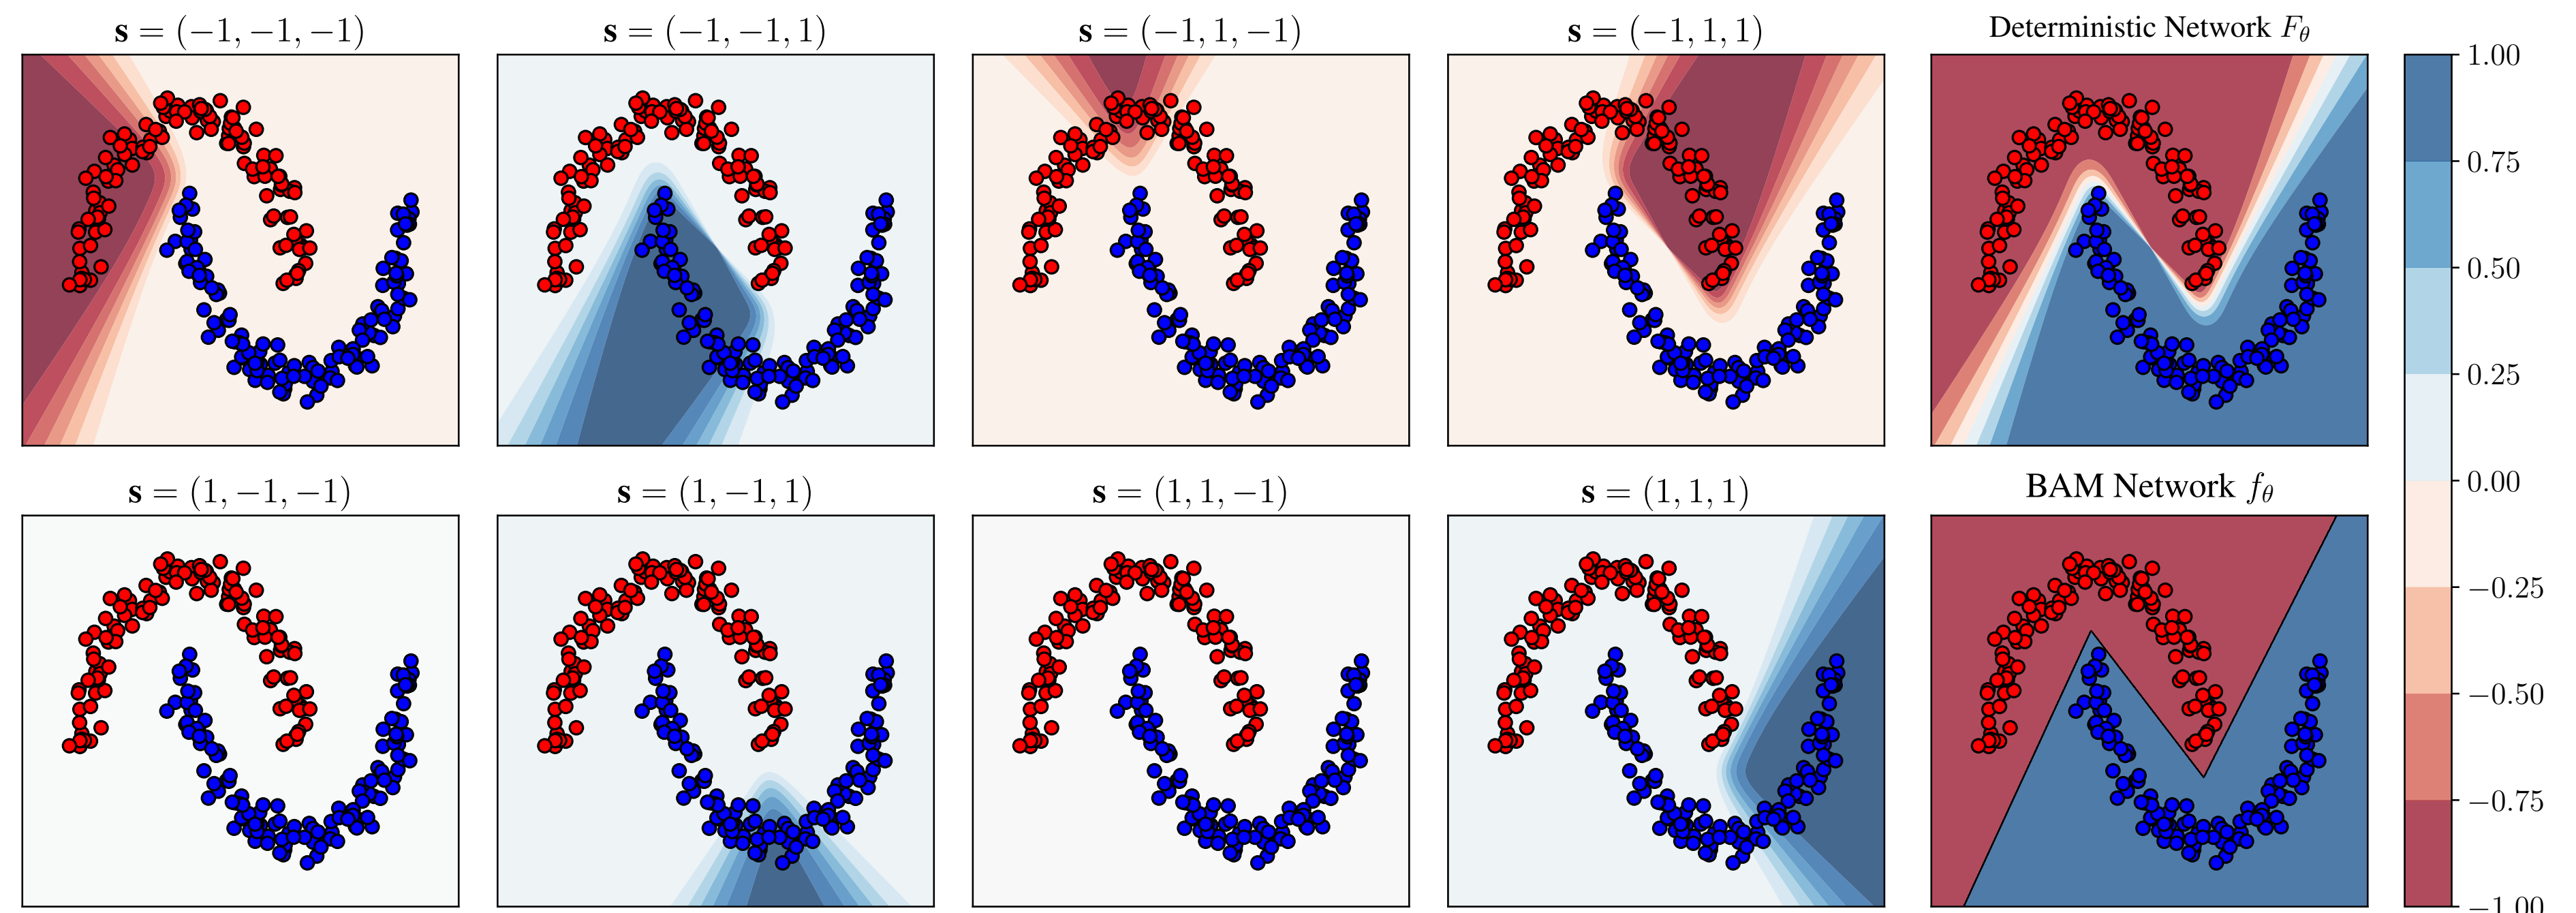 s = (−1, −1, −1)
s = (−1, −1, 1)
s = (−1, 1, −1)
s = (−1, 1, 1)
Deterministic Network Fθ
1.00
0.75
0.50
0.25
0.00
−0.25
−0.50
−0.75
−1.00
s = (1, −1, −1)
s = (1, −1, 1)
s = (1, 1, −1)
s = (1, 1, 1)
BAM Network fθ